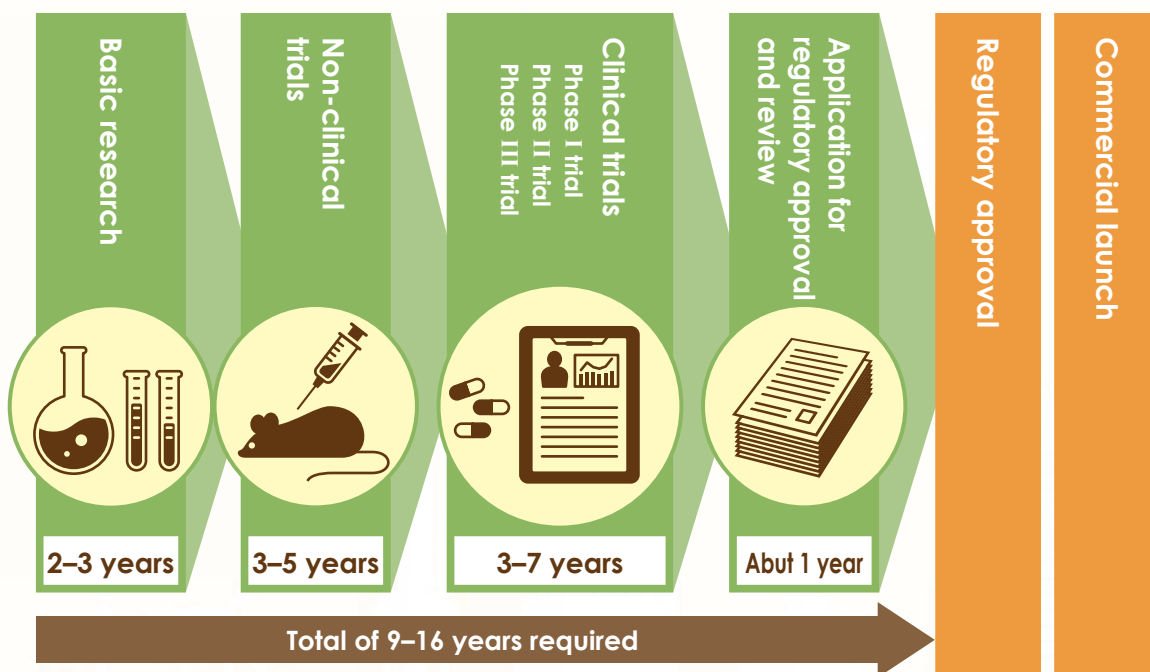 Basic research
2–3 years
Non-clinical
trials
3–5 years
Clinical trials
Phase I trial
Phase II trial
Phase III trial
3–7 years
Application for
regulatory approval
and review
Abut 1 year
Regulatory approval
Commercial launch
Total of 9–16 years required